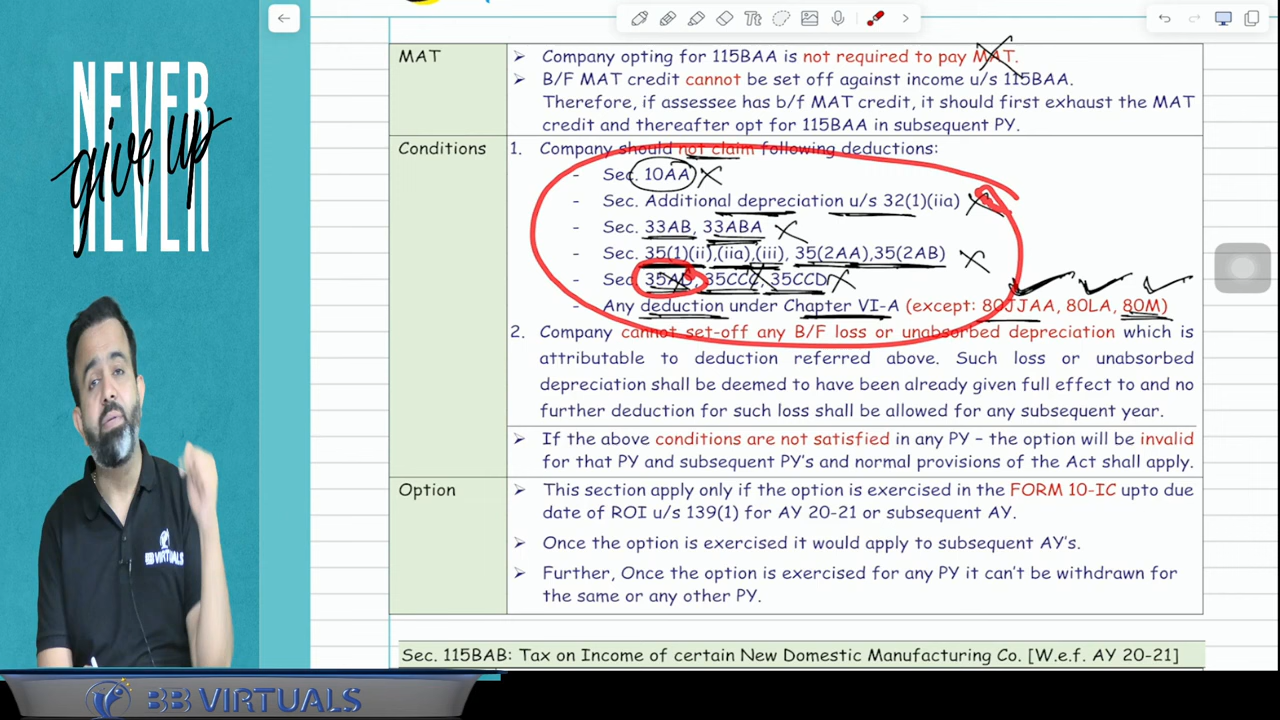 NEVER
give up
NEVER
MAT
➢ Company opting for 115BAA is not required to pay MAT.
➢ B/F MAT credit cannot be set off against income u/s 115BAA.
Therefore, if assessee has b/f MAT credit, it should first exhaust the MAT
credit and thereafter opt for 115BAA in subsequent PY.
Conditions
1. Company should not claim following deductions:
- Sec. 10AA
- Sec. Additional depreciation u/s 32(1)(iia)
- Sec. 33AB, 33ABA
- Sec. 35(1)(ii),(iia),(iii), 35(2AA),35(2AB)
- Sec. 35AD, 35CCC, 35CCD
- Any deduction under Chapter VI-A (except: 80JJAA, 80LA, 80M)
2. Company cannot set-off any B/F loss or unabsorbed depreciation which is
attributable to deduction referred above. Such loss or unabsorbed
depreciation shall be deemed to have been already given full effect to and no
further deduction for such loss shall be allowed for any subsequent year.
➢ If the above conditions are not satisfied in any PY – the option will be invalid
for that PY and subsequent PY's and normal provisions of the Act shall apply.
Option
➢ This section apply only if the option is exercised in the FORM 10-IC upto due
date of ROI u/s 139(1) for AY 20-21 or subsequent AY.
➢ Once the option is exercised it would apply to subsequent AY's.
➢ Further, Once the option is exercised for any PY it can't be withdrawn for
the same or any other PY.
Sec. 115BAB: Tax on Income of certain New Domestic Manufacturing Co. [W.e.f. AY 20-21]
BB VIRTUALS
BB VIRTUALS